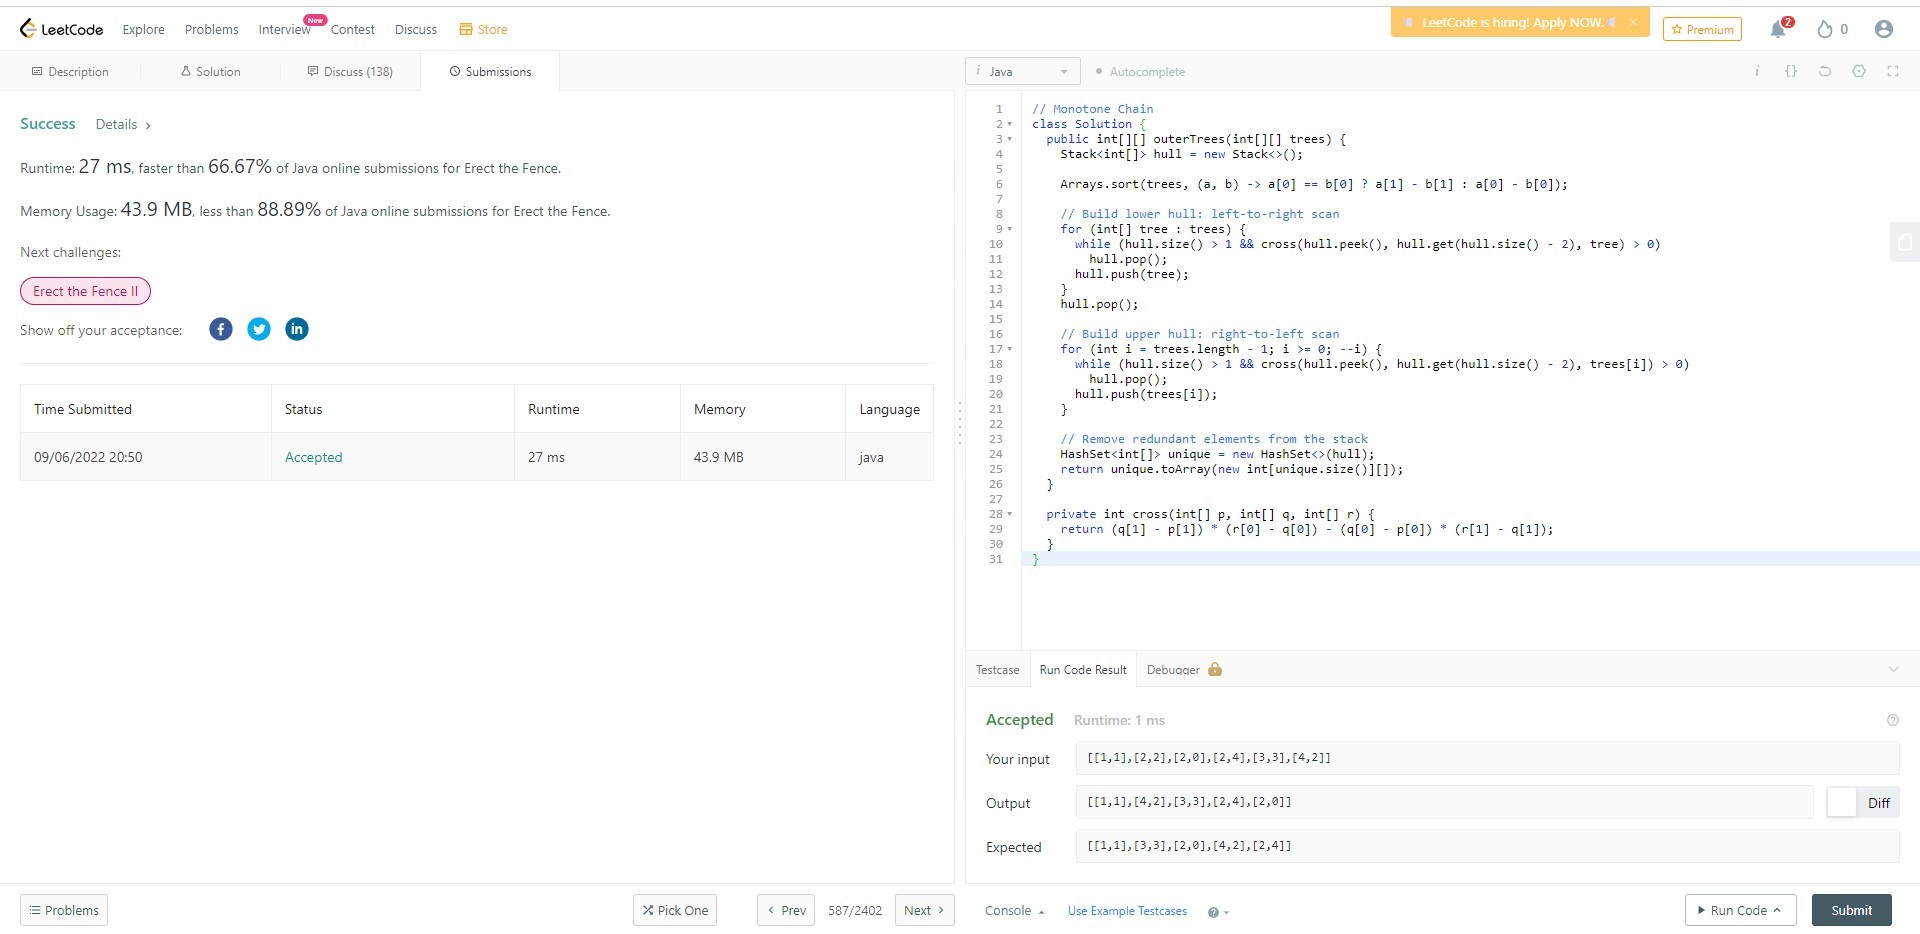 LeetCode Explore Problems Interview New Contest Discuss Store LeetCode is hiring! Apply NOW. × Premium 2 0
Description Solution Discuss (138) Submissions
Success Details >
Runtime: 27 ms, faster than 66.67% of Java online submissions for Erect the Fence.
Memory Usage: 43.9 MB, less than 88.89% of Java online submissions for Erect the Fence.
Next challenges:
Erect the Fence II
Show off your acceptance:
Time Submitted Status Runtime Memory Language
09/06/2022 20:50 Accepted 27 ms 43.9 MB java
Problems Pick One < Prev 587/2402 Next >
i Java Autocomplete i {}
1 // Monotone Chain
2 class Solution {
3 public int[][] outerTrees(int[][] trees) {
4 Stack<int[]> hull = new Stack<>();
5
6 Arrays.sort(trees, (a, b) -> a[0] == b[0] ? a[1] - b[1] : a[0] - b[0]);
7
8 // Build lower hull: left-to-right scan
9 for (int[] tree : trees) {
10 while (hull.size() > 1 && cross(hull.peek(), hull.get(hull.size() - 2), tree) > 0)
11 hull.pop();
12 hull.push(tree);
13 }
14 hull.pop();
15
16 // Build upper hull: right-to-left scan
17 for (int i = trees.length - 1; i >= 0; --i) {
18 while (hull.size() > 1 && cross(hull.peek(), hull.get(hull.size() - 2), trees[i]) > 0)
19 hull.pop();
20 hull.push(trees[i]);
21 }
22
23 // Remove redundant elements from the stack
24 HashSet<int[]> unique = new HashSet<>(hull);
25 return unique.toArray(new int[unique.size()][]);
26 }
27
28 private int cross(int[] p, int[] q, int[] r) {
29 return (q[1] - p[1]) * (r[0] - q[0]) - (q[0] - p[0]) * (r[1] - q[1]);
30 }
31 }
Testcase Run Code Result Debugger
Accepted Runtime: 1 ms ?
Your input [[1,1],[2,2],[2,0],[2,4],[3,3],[4,2]]
Output [[1,1],[4,2],[3,3],[2,4],[2,0]] Diff
Expected [[1,1],[3,3],[2,0],[4,2],[2,4]]
Console Use Example Testcases ? Run Code Submit